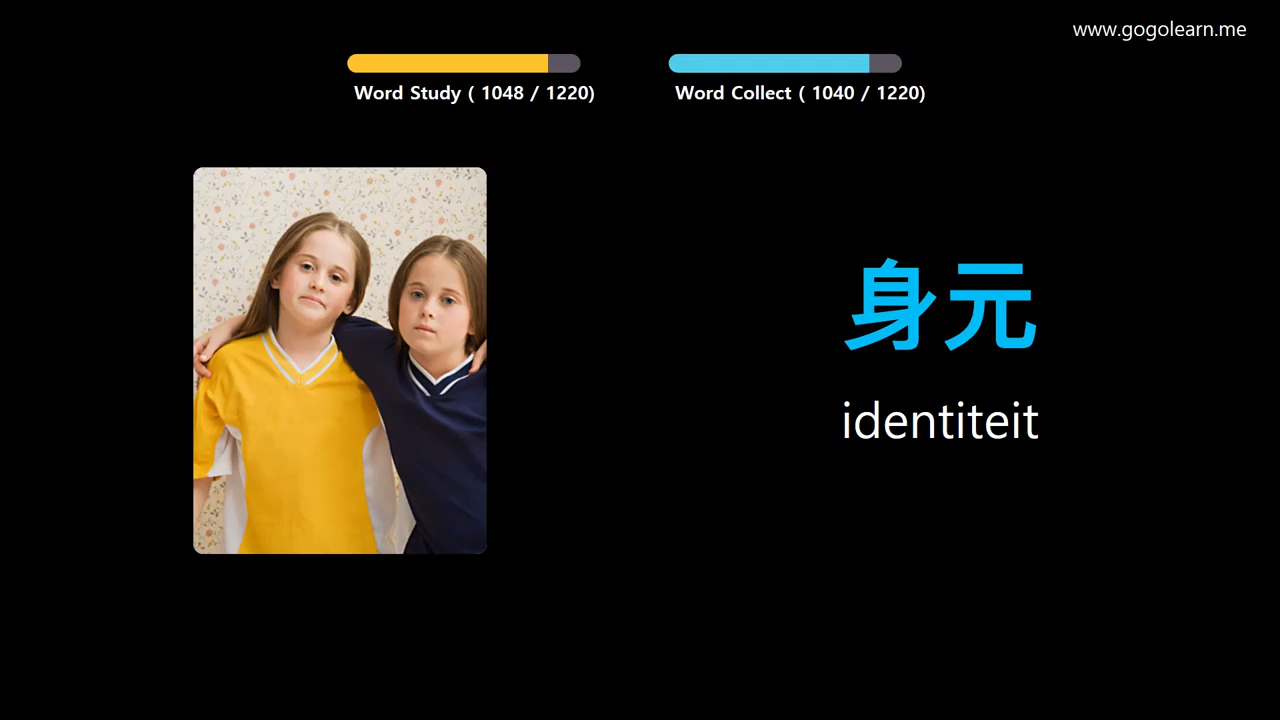 www.gogolearn.me
Word Study ( 1048 / 1220)
Word Collect ( 1040 / 1220)
身元
identiteit